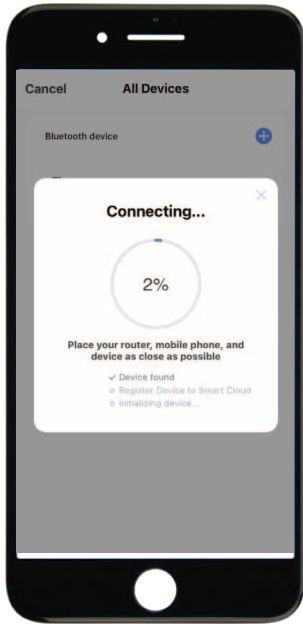 Cancel All Devices
Bluetooth device
Connecting...
2%
Place your router, mobile phone, and
device as close as possible
Device found
Register Device to Smart Cloud
Initializing device...